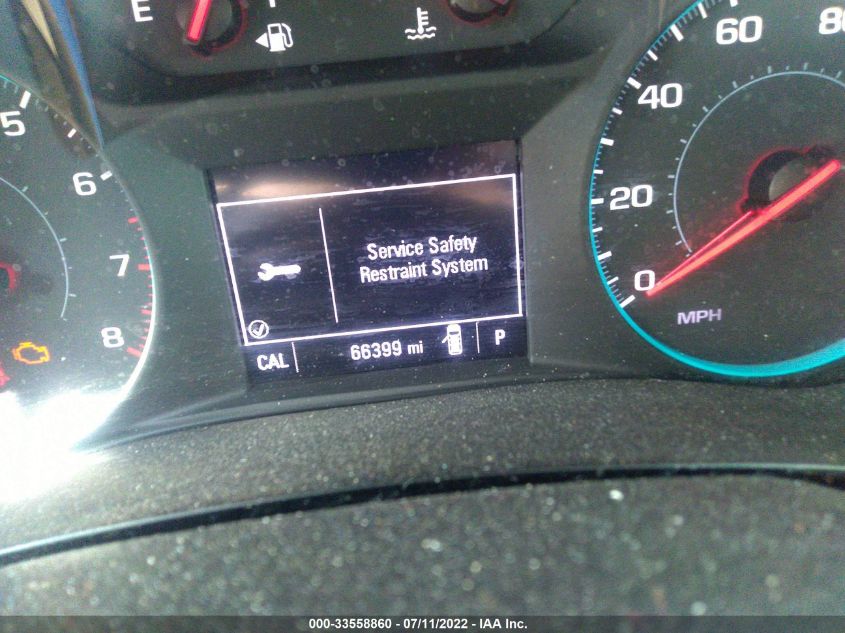 E
F
5
6
7
8
0
20
40
60
80
MPH
Service Safety
Restraint System
CAL
66399 mi
P
000-33558860 - 07/11/2022 - IAA Inc.